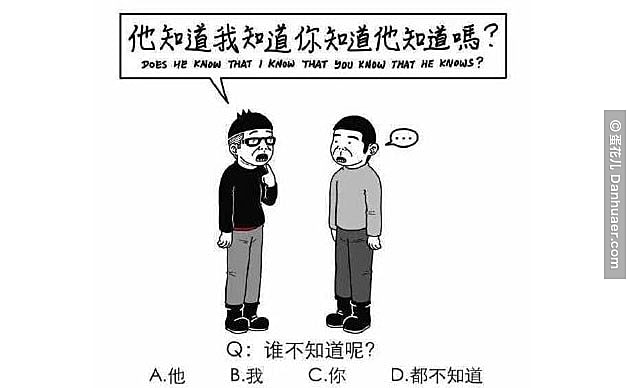 他知道我知道你知道他知道嗎?
DOES HE KNOW THAT I KNOW THAT YOU KNOW THAT HE KNOWS?
...
Q: 谁不知道呢?
A.他 B.我 C.你 D.都不知道
© 蛋花儿 Danhuaer.com